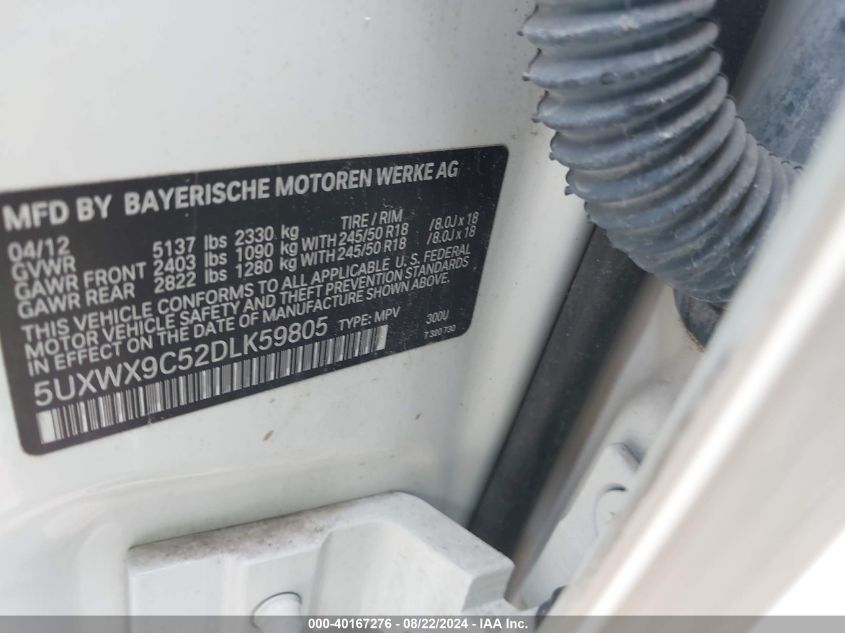 MFD BY BAYERISCHE MOTOREN WERKE AG
04/12
GVWR 5137 lbs 2330 kg TIRE / RIM
GAWR FRONT 2403 lbs 1090 kg WITH 245/50 R18 /8.0J x 18
GAWR REAR 2822 lbs 1280 kg WITH 245/50 R18 /8.0J x 18
THIS VEHICLE CONFORMS TO ALL APPLICABLE U. S. FEDERAL
MOTOR VEHICLE SAFETY AND THEFT PREVENTION STANDARDS
IN EFFECT ON THE DATE OF MANUFACTURE SHOWN ABOVE.
5UXWX9C52DLK59805 TYPE: MPV 300U
T 320 730
000-40167276 - 08/22/2024 - IAA Inc.